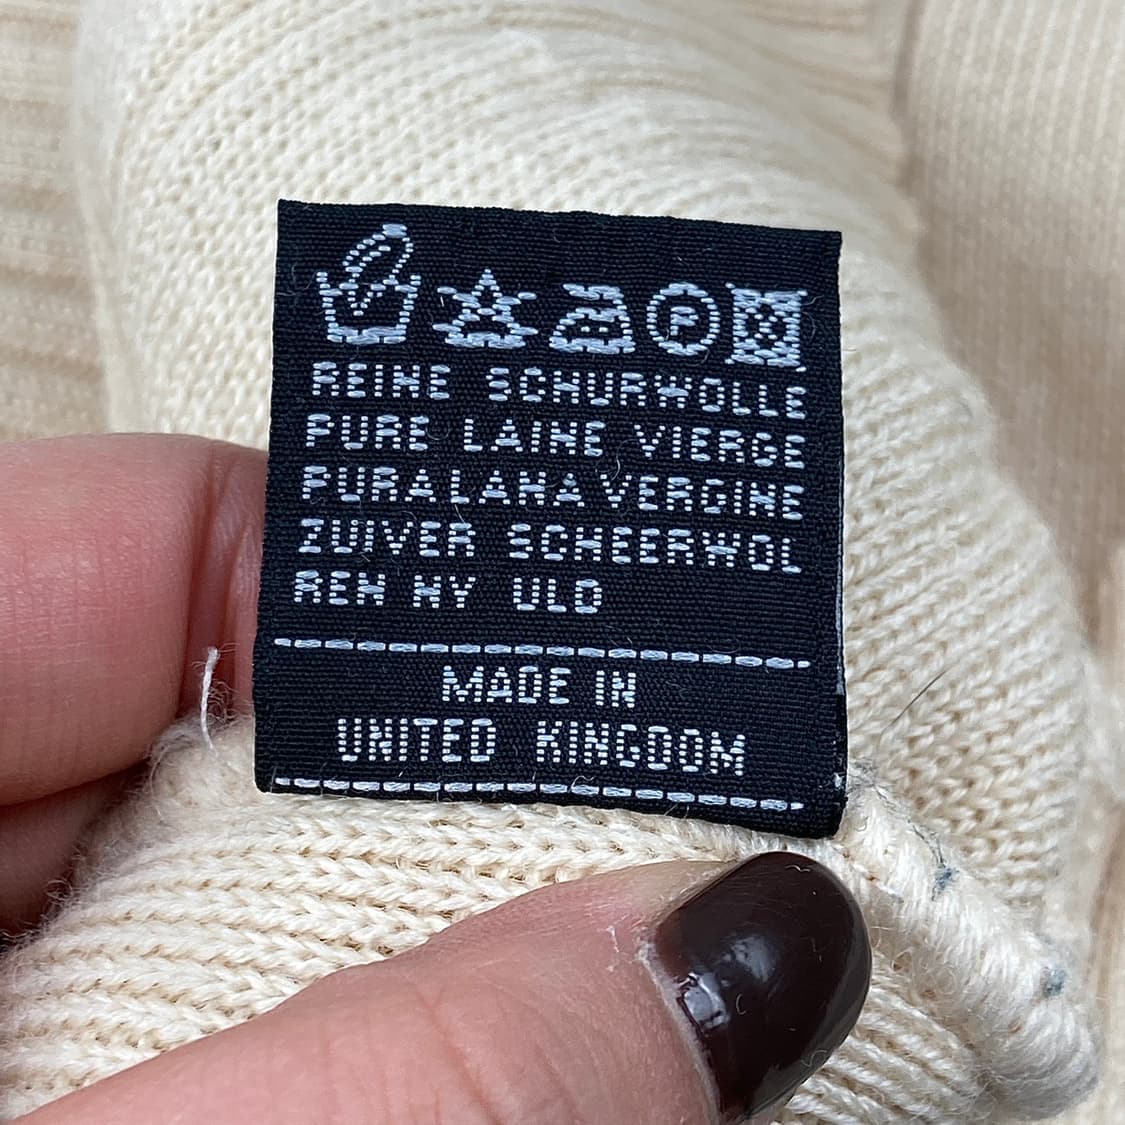 P
REINE SCHURWOLLE
PURE LAINE VIERGE
PURA LANA VERGINE
ZUIVER SCHEERWOL
REN NY ULD
MADE IN
UNITED KINGDOM